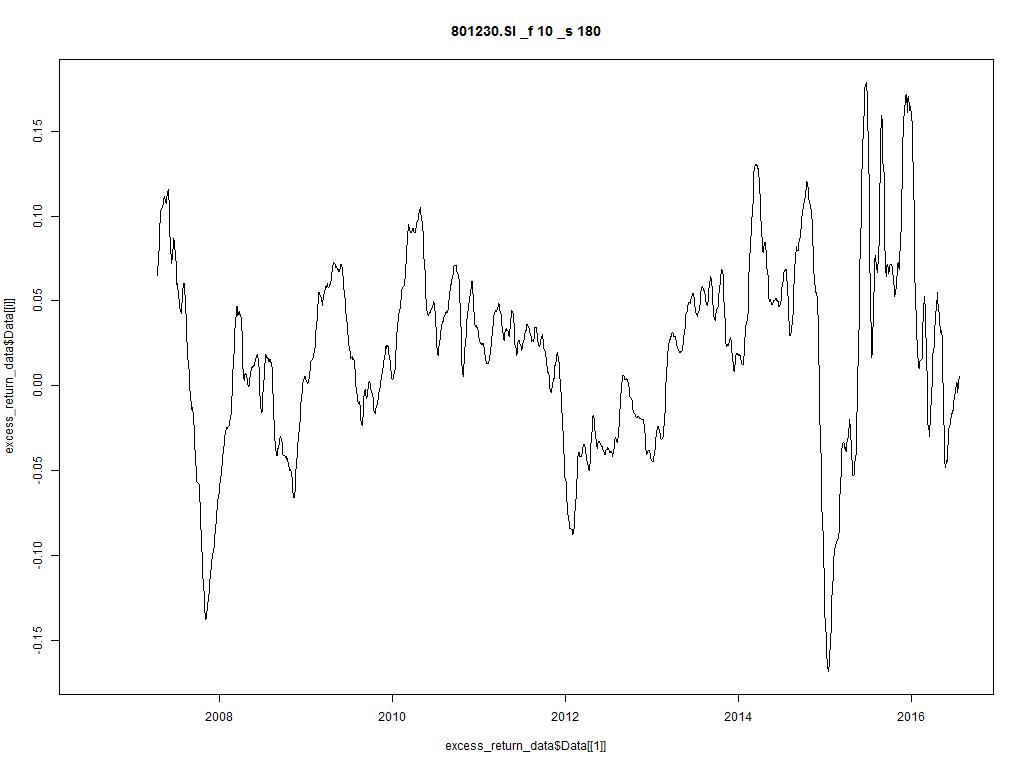 801230.SI _f 10 _s 180
excess_return_data$Data[[i]]
0.15
0.10
0.05
0.00
-0.05
-0.10
-0.15
2008 2010 2012 2014 2016
excess_return_data$Data[[1]]